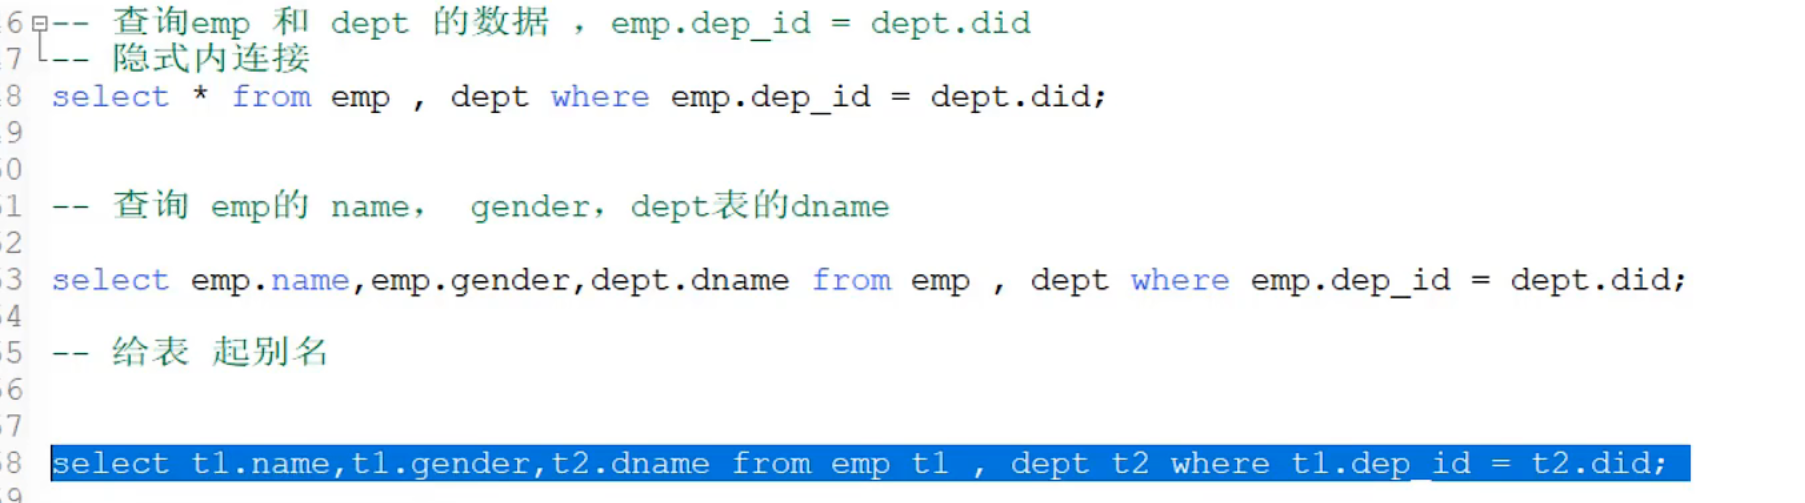 6 -- 查询emp 和 dept 的数据 ，emp.dep_id = dept.did
7 -- 隐式内连接
8 select * from emp , dept where emp.dep_id = dept.did;
9
0
1 -- 查询 emp的 name， gender，dept表的dname
2
3 select emp.name,emp.gender,dept.dname from emp , dept where emp.dep_id = dept.did;
4
5 -- 给表 起别名
6
7
8 select t1.name,t1.gender,t2.dname from emp t1 , dept t2 where t1.dep_id = t2.did;
9